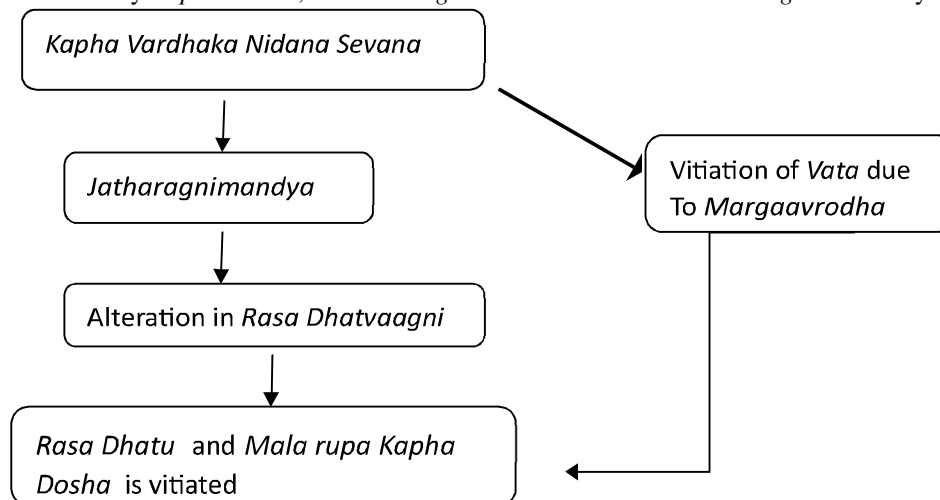 Kapha Vardhaka Nidana Sevana
Jatharagnimandya
Vitiation of Vata due
To Margaavrodha
Alteration in Rasa Dhatvaagni
Rasa Dhatu and Mala rupa Kapha
Dosha is vitiated